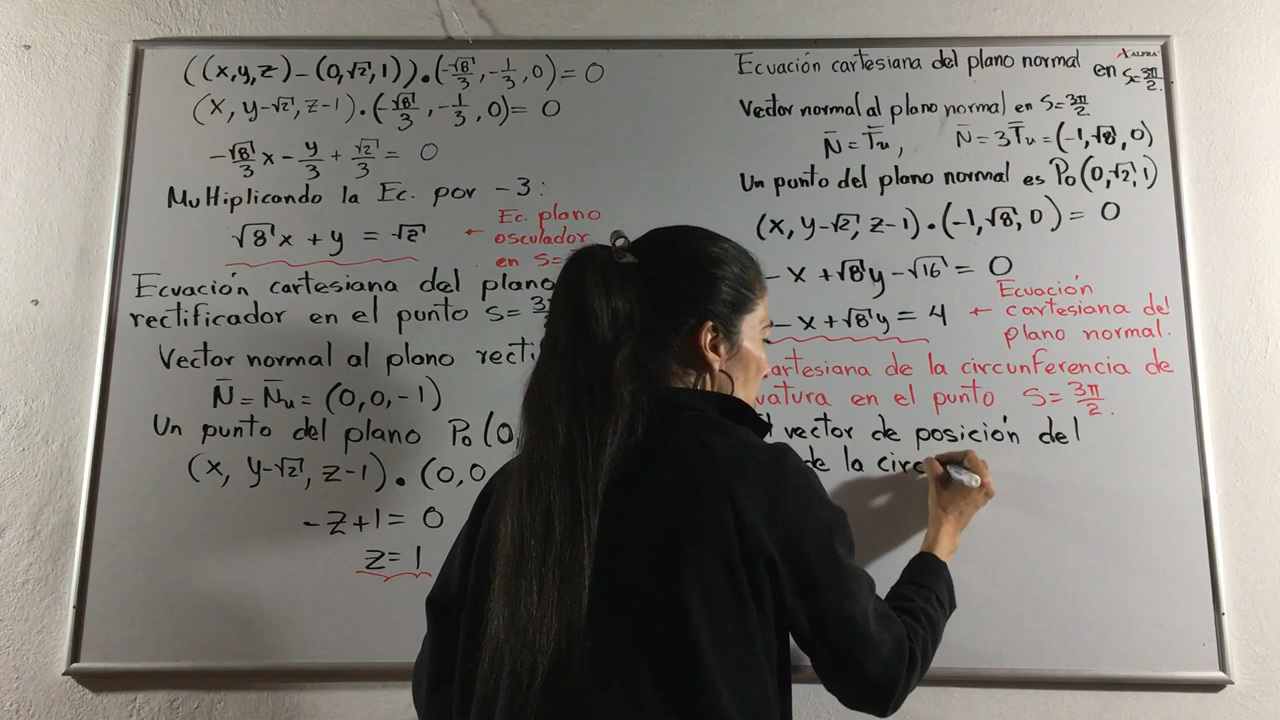 ((x,y,z)-(0,√2,1))·(-√8/3,-1/3,0)=0
(x, y-√2, z-1)·(-√8/3,-1/3,0)=0
-√8/3 x - y/3 + √2/3 = 0
Multiplicando la Ec. por -3:
√8 x + y = √2
← Ec. plano
osculador
en S=
Ecuación cartesiana del plano
rectificador en el punto S=
Vector normal al plano
N̄ = N̄u = (0,0,-1)
Un punto del plano Po(0,
(x, y-√2, z-1)·(0,0
-z+1=0
z=1
ALFRA
Ecuación cartesiana del plano normal en S=3π/2.
Vector normal al plano normal en S=3π/2
N̄ = T̄u, N̄ = 3T̄u = (-1,√8,0)
Un punto del plano normal es Po(0,√2,1)
(x, y-√2, z-1)·(-1,√8,0)=0
-x+√8y-√16=0
-x+√8y=4
← Ecuación
cartesiana del
plano normal.
artesiana de la circunferencia de
vatura en el punto S=3π/2.
vector de posición del
de la circ